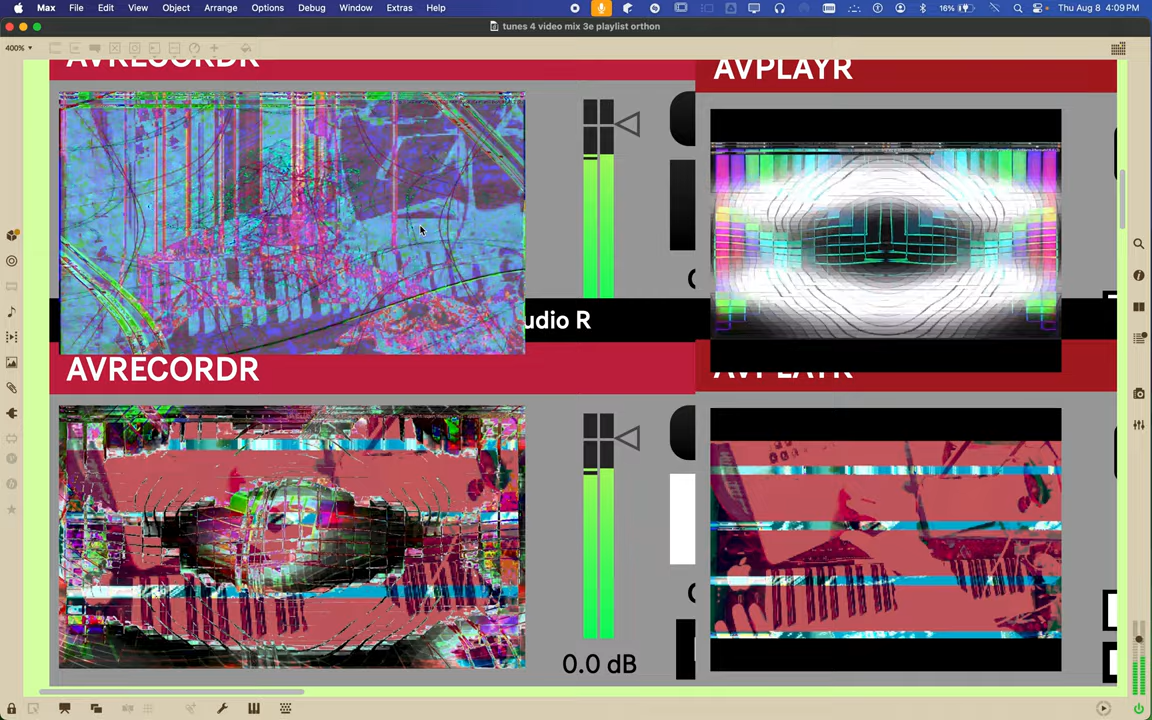 Max File Edit View Object Arrange Options Debug Window Extras Help 16% Thu Aug 8 4:09 PM
tunes 4 video mix 3e playlist orthon
400%
AVRECORDR
AVPLAYR
udio R
AVRECORDR
AVPLAYR
0.0 dB